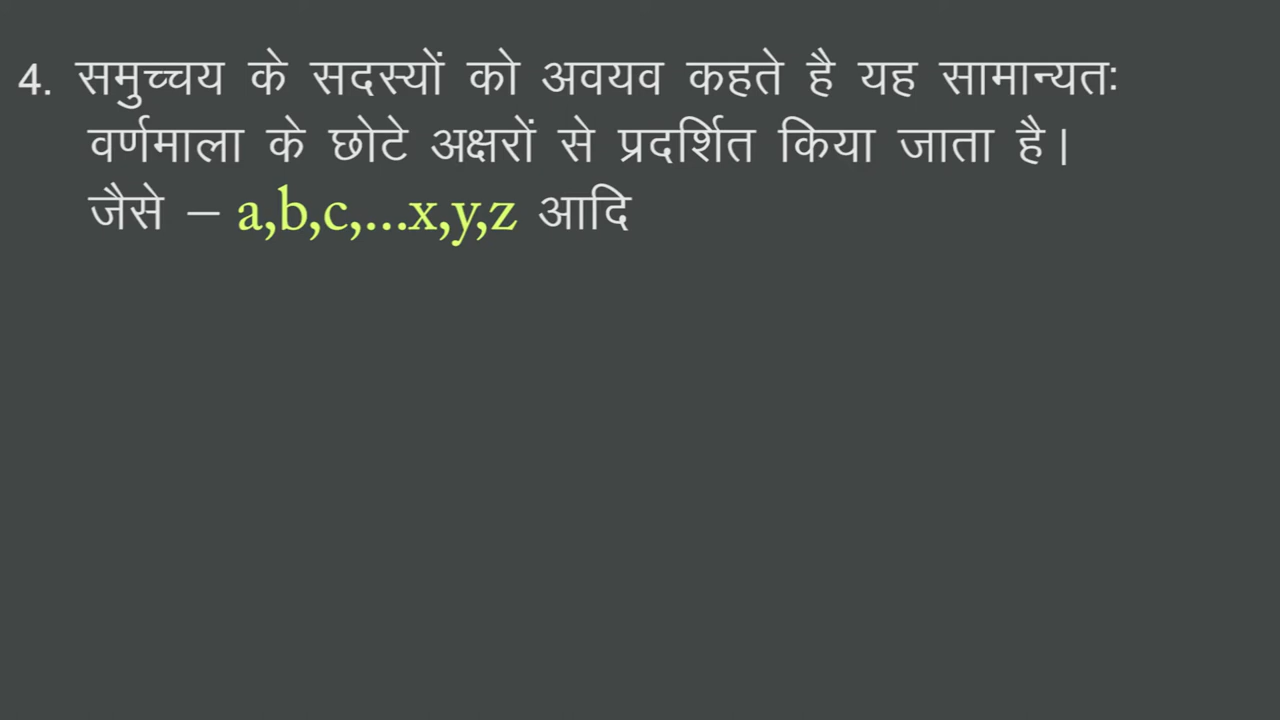 4. समुच्चय के सदस्यों को अवयव कहते है यह सामान्यतः
वर्णमाला के छोटे अक्षरों से प्रदर्शित किया जाता है।
जैसे – a,b,c,...x,y,z आदि